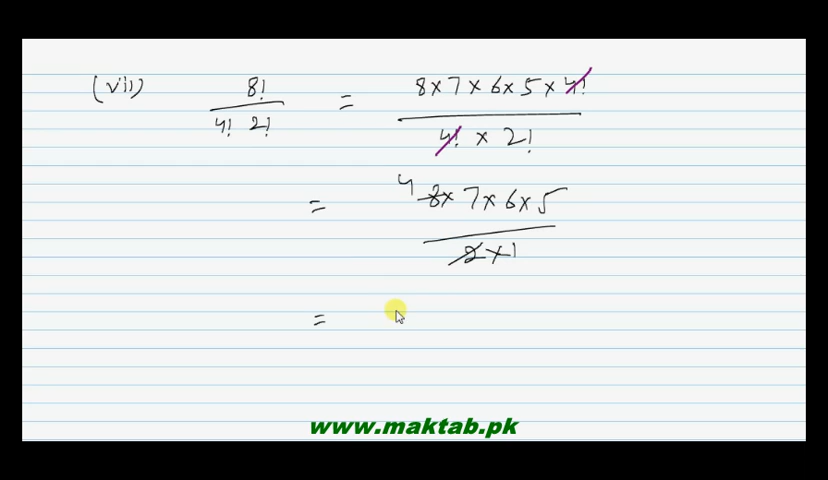 (vii) 8! / 4! 2! = 8 × 7 × 6 × 5 × 4! / 4! × 2!
= 4 8 × 7 × 6 × 5 / 2 × 1
=
www.maktab.pk